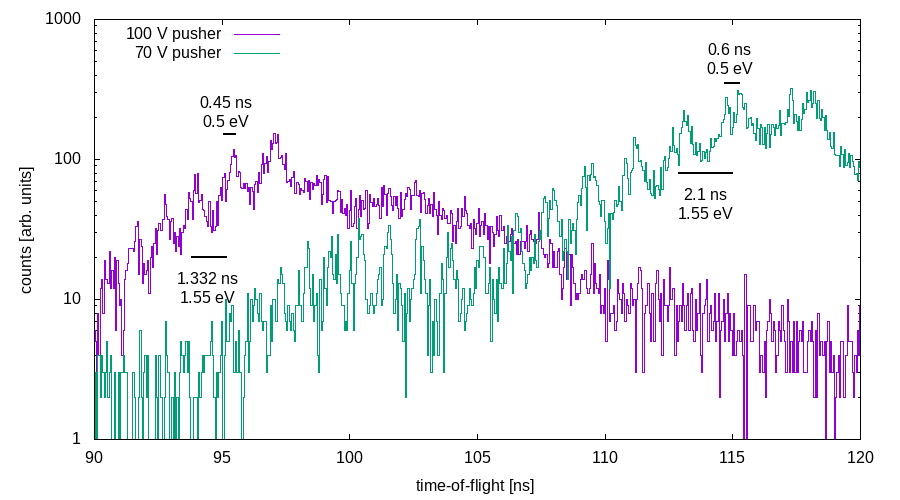 1000
100 V pusher
70 V pusher
0.6 ns
0.5 eV
0.45 ns
0.5 eV
100
2.1 ns
1.55 eV
1.332 ns
1.55 eV
10
1
counts [arb. units]
90
95
100
105
110
115
120
time-of-flight [ns]